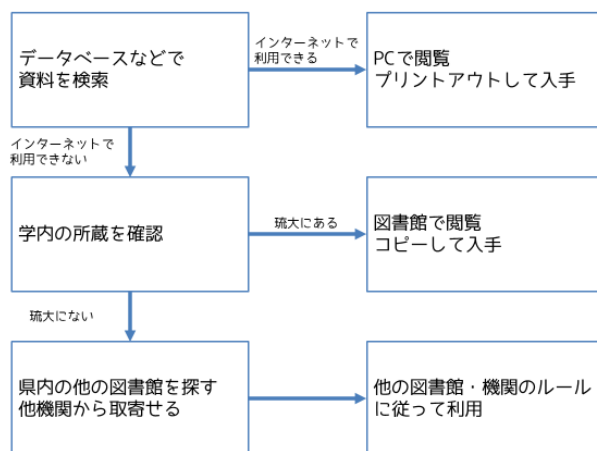 データベースなどで
資料を検索
インターネットで
利用できる
PCで閲覧
プリントアウトして入手
インターネットで
利用できない
学内の所蔵を確認
琉大にある
図書館で閲覧
コピーして入手
琉大にない
県内の他の図書館を探す
他機関から取寄せる
他の図書館・機関のルール
に従って利用